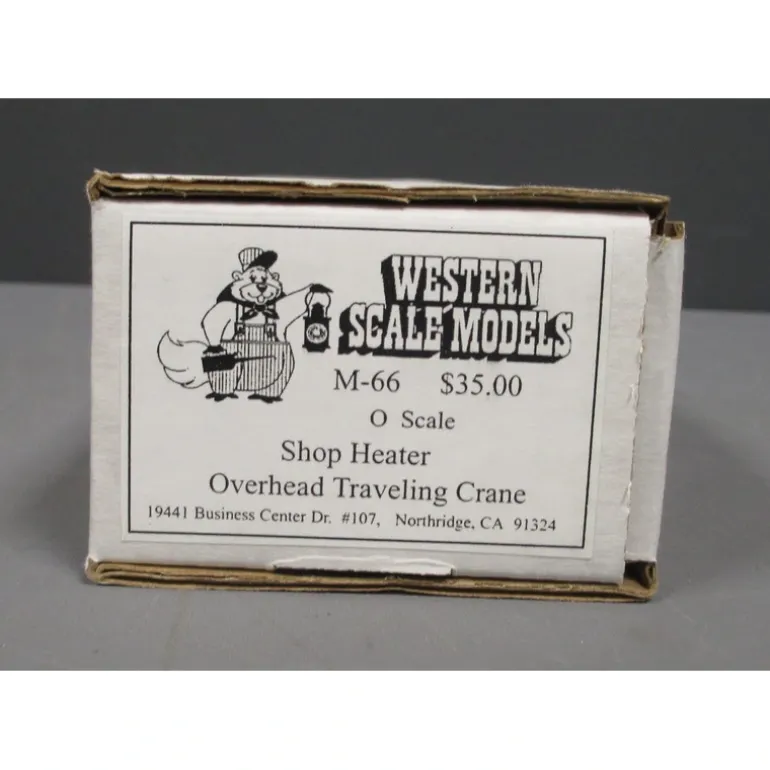 WESTERN
SCALE MODELS
M-66 $35.00
O Scale
Shop Heater
Overhead Traveling Crane
19441 Business Center Dr. #107, Northridge, CA 91324